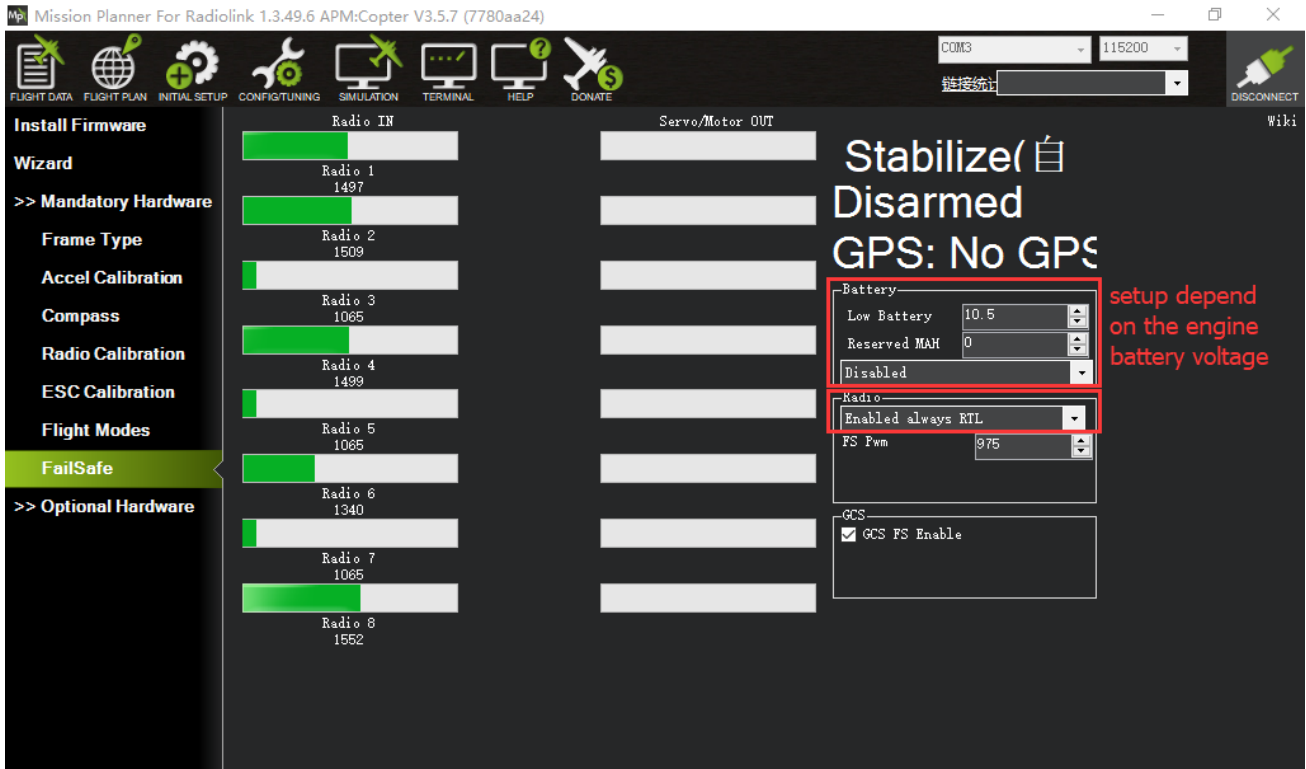 Mission Planner For Radiolink 1.3.49.6 APM:Copter V3.5.7 (7780aa24)
FLIGHT DATA
FLIGHT PLAN
INITIAL SETUP
CONFIG/TUNING
SIMULATION
TERMINAL
HELP
DONATE
COM3
115200
链接统计
DISCONNECT
Install Firmware
Wizard
>> Mandatory Hardware
Frame Type
Accel Calibration
Compass
Radio Calibration
ESC Calibration
Flight Modes
FailSafe
>> Optional Hardware
Radio IN
Radio 1
1497
Radio 2
1509
Radio 3
1065
Radio 4
1499
Radio 5
1065
Radio 6
1340
Radio 7
1065
Radio 8
1552
Servo/Motor OUT
Wiki
Stabilize(自
Disarmed
GPS: No GPS
Battery
Low Battery 10.5
Reserved MAH 0
Disabled
setup depend
on the engine
battery voltage
Radio
Enabled always RTL
FS Pwm 975
GCS
GCS FS Enable